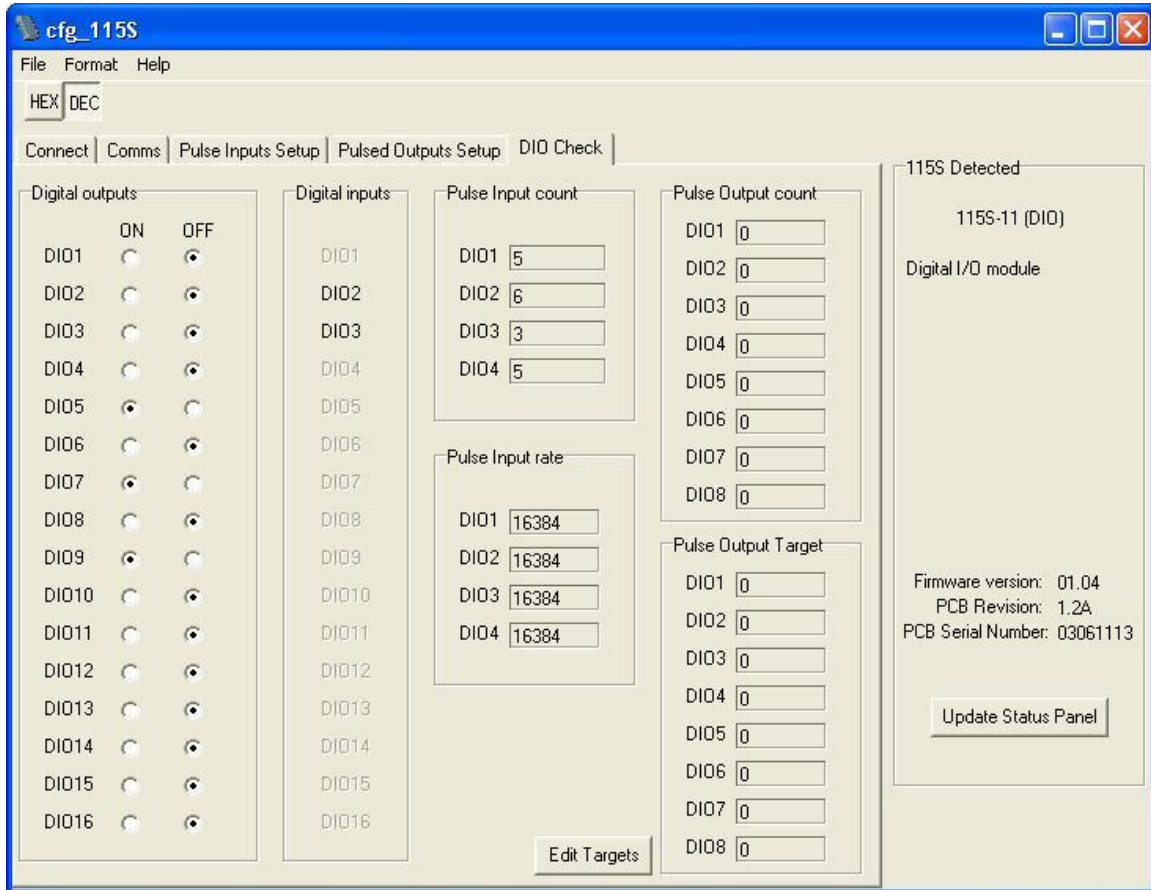 cfg_115S
File Format Help
HEX DEC
Connect Comms Pulse Inputs Setup Pulsed Outputs Setup DIO Check
Digital outputs
ON OFF
DIO1
DIO2
DIO3
DIO4
DIO5
DIO6
DIO7
DIO8
DIO9
DIO10
DIO11
DIO12
DIO13
DIO14
DIO15
DIO16
Digital inputs
DIO1
DIO2
DIO3
DIO4
DIO5
DIO6
DIO7
DIO8
DIO9
DIO10
DIO11
DIO12
DIO13
DIO14
DIO15
DIO16
Pulse Input count
DIO1 5
DIO2 6
DIO3 3
DIO4 5
Pulse Input rate
DIO1 16384
DIO2 16384
DIO3 16384
DIO4 16384
Edit Targets
Pulse Output count
DIO1 0
DIO2 0
DIO3 0
DIO4 0
DIO5 0
DIO6 0
DIO7 0
DIO8 0
Pulse Output Target
DIO1 0
DIO2 0
DIO3 0
DIO4 0
DIO5 0
DIO6 0
DIO7 0
DIO8 0
115S Detected
115S-11 (DIO)
Digital I/O module
Firmware version: 01.04
PCB Revision: 1.2A
PCB Serial Number: 03061113
Update Status Panel